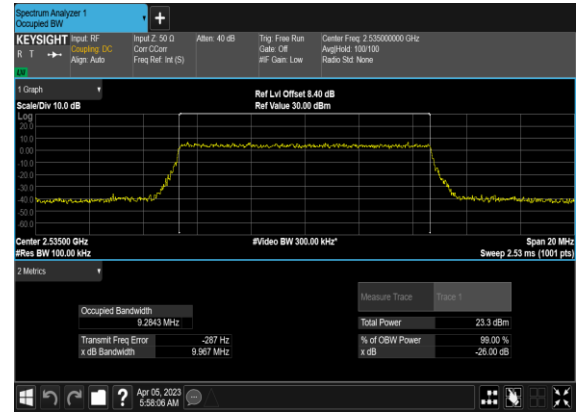 Spectrum Analyzer 1
Occupied BW
+
KEYSIGHT Input: RF Input Z: 50 Ω Atten: 40 dB Trig: Free Run Center Freq: 2.535000000 GHz
R T Coupling: DC Corr CCorr Gate: Off Avg|Hold: 100/100
Align: Auto Freq Ref: Int (S) #IF Gain: Low Radio Std: None
LW
1 Graph
Ref Lvl Offset 8.40 dB
Scale/Div 10.0 dB Ref Value 30.00 dBm
Log
20.0
10.0
0.00
-10.0
-20.0
-30.0
-40.0
-50.0
-60.0
Center 2.53500 GHz #Video BW 300.00 kHz* Span 20 MHz
#Res BW 100.00 kHz Sweep 2.53 ms (1001 pts)
2 Metrics
Measure Trace Trace 1
Occupied Bandwidth
9.2843 MHz
Total Power 23.3 dBm
Transmit Freq Error -287 Hz % of OBW Power 99.00 %
x dB Bandwidth 9.967 MHz x dB -26.00 dB
? Apr 05, 2023
5:58:06 AM